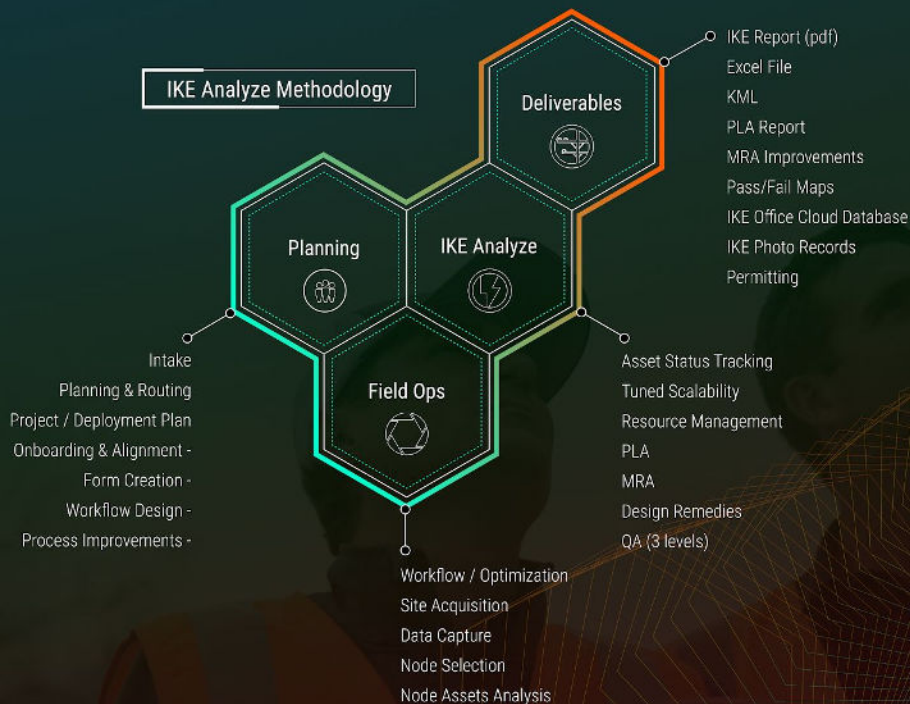 IKE Analyze Methodology
Deliverables
Planning
IKE Analyze
Field Ops
IKE Report (pdf)
Excel File
KML
PLA Report
MRA Improvements
Pass/Fail Maps
IKE Office Cloud Database
IKE Photo Records
Permitting
Intake
Planning & Routing
Project / Deployment Plan
Onboarding & Alignment -
Form Creation -
Workflow Design -
Process Improvements -
Asset Status Tracking
Tuned Scalability
Resource Management
PLA
MRA
Design Remedies
QA (3 levels)
Workflow / Optimization
Site Acquisition
Data Capture
Node Selection
Node Assets Analysis